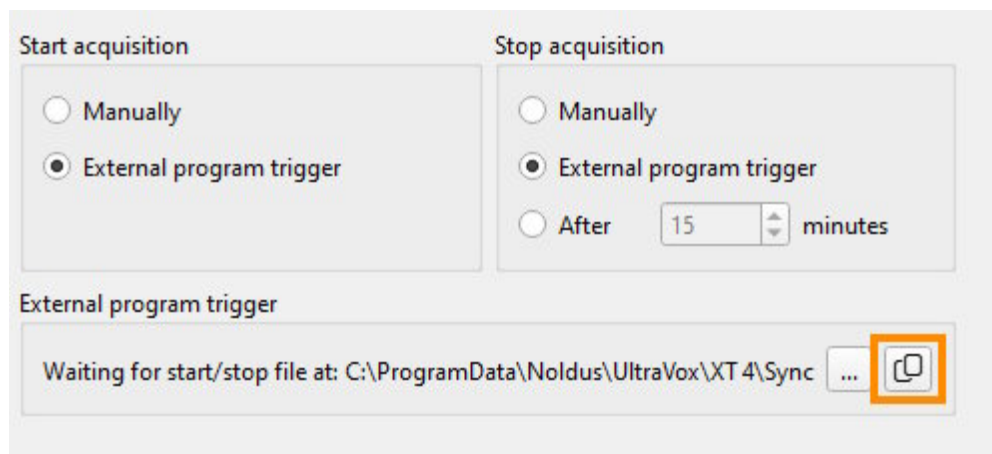 Start acquisition
Manually
External program trigger
Stop acquisition
Manually
External program trigger
After 15 minutes
External program trigger
Waiting for start/stop file at: C:\ProgramData\Noldus\UltraVox\XT 4\Sync ...